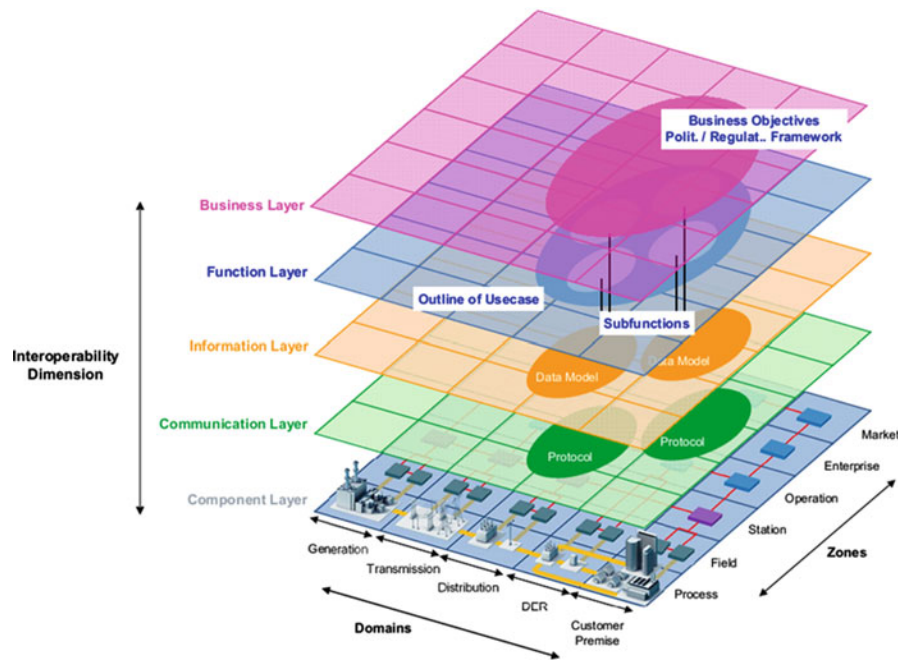 Business Objectives
Polit. / Regulat.. Framework
Business Layer
Function Layer
Outline of Usecase
Subfunctions
Interoperability
Dimension
Information Layer
Data Model
Data Model
Communication Layer
Protocol
Protocol
Component Layer
Market
Enterprise
Operation
Station
Field
Process
Zones
Generation
Transmission
Distribution
DER
Customer
Premise
Domains